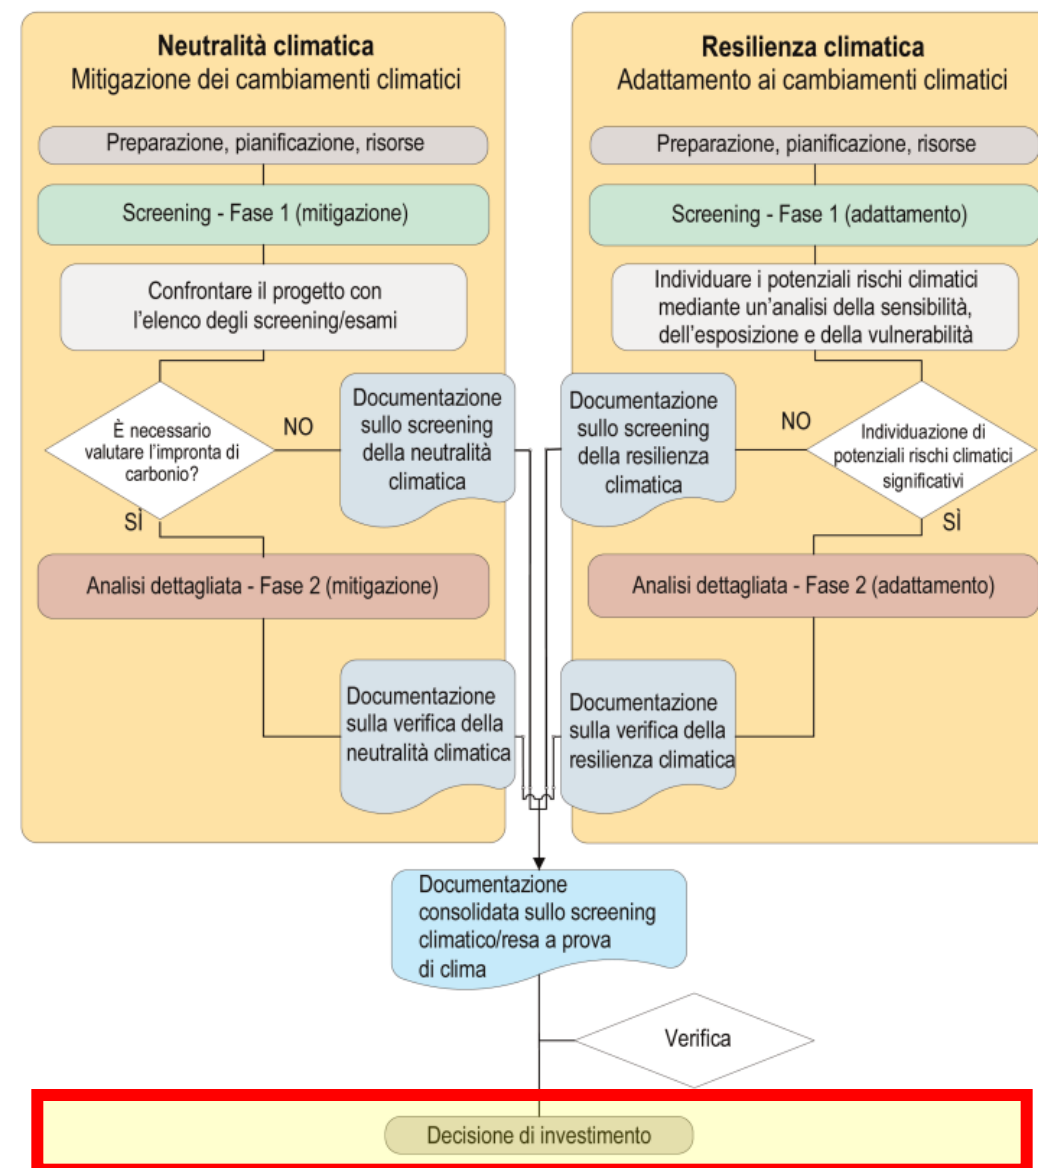 Neutralità climatica
Mitigazione dei cambiamenti climatici
Preparazione, pianificazione, risorse
Screening - Fase 1 (mitigazione)
Confrontare il progetto con
l'elenco degli screening/esami
È necessario
valutare l'impronta di
carbonio?
NO
SÌ
Documentazione
sullo screening
della neutralità
climatica
Analisi dettagliata - Fase 2 (mitigazione)
Documentazione
sulla verifica della
neutralità climatica
Resilienza climatica
Adattamento ai cambiamenti climatici
Preparazione, pianificazione, risorse
Screening - Fase 1 (adattamento)
Individuare i potenziali rischi climatici
mediante un'analisi della sensibilità,
dell'esposizione e della vulnerabilità
Documentazione
sullo screening
della resilienza
climatica
NO
Individuazione di
potenziali rischi climatici
significativi
SÌ
Analisi dettagliata - Fase 2 (adattamento)
Documentazione
sulla verifica della
resilienza climatica
Documentazione
consolidata sullo screening
climatico/resa a prova
di clima
Verifica
Decisione di investimento